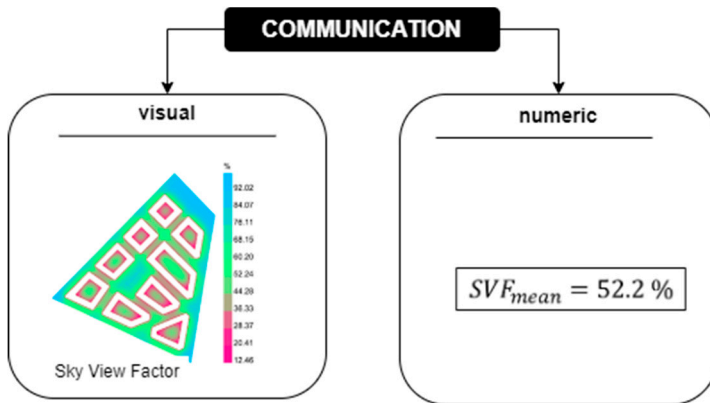 COMMUNICATION
visual
%
92.02
84.07
76.11
68.15
60.20
52.24
44.28
36.33
28.37
20.41
12.46
Sky View Factor
numeric
SVF_mean = 52.2 %